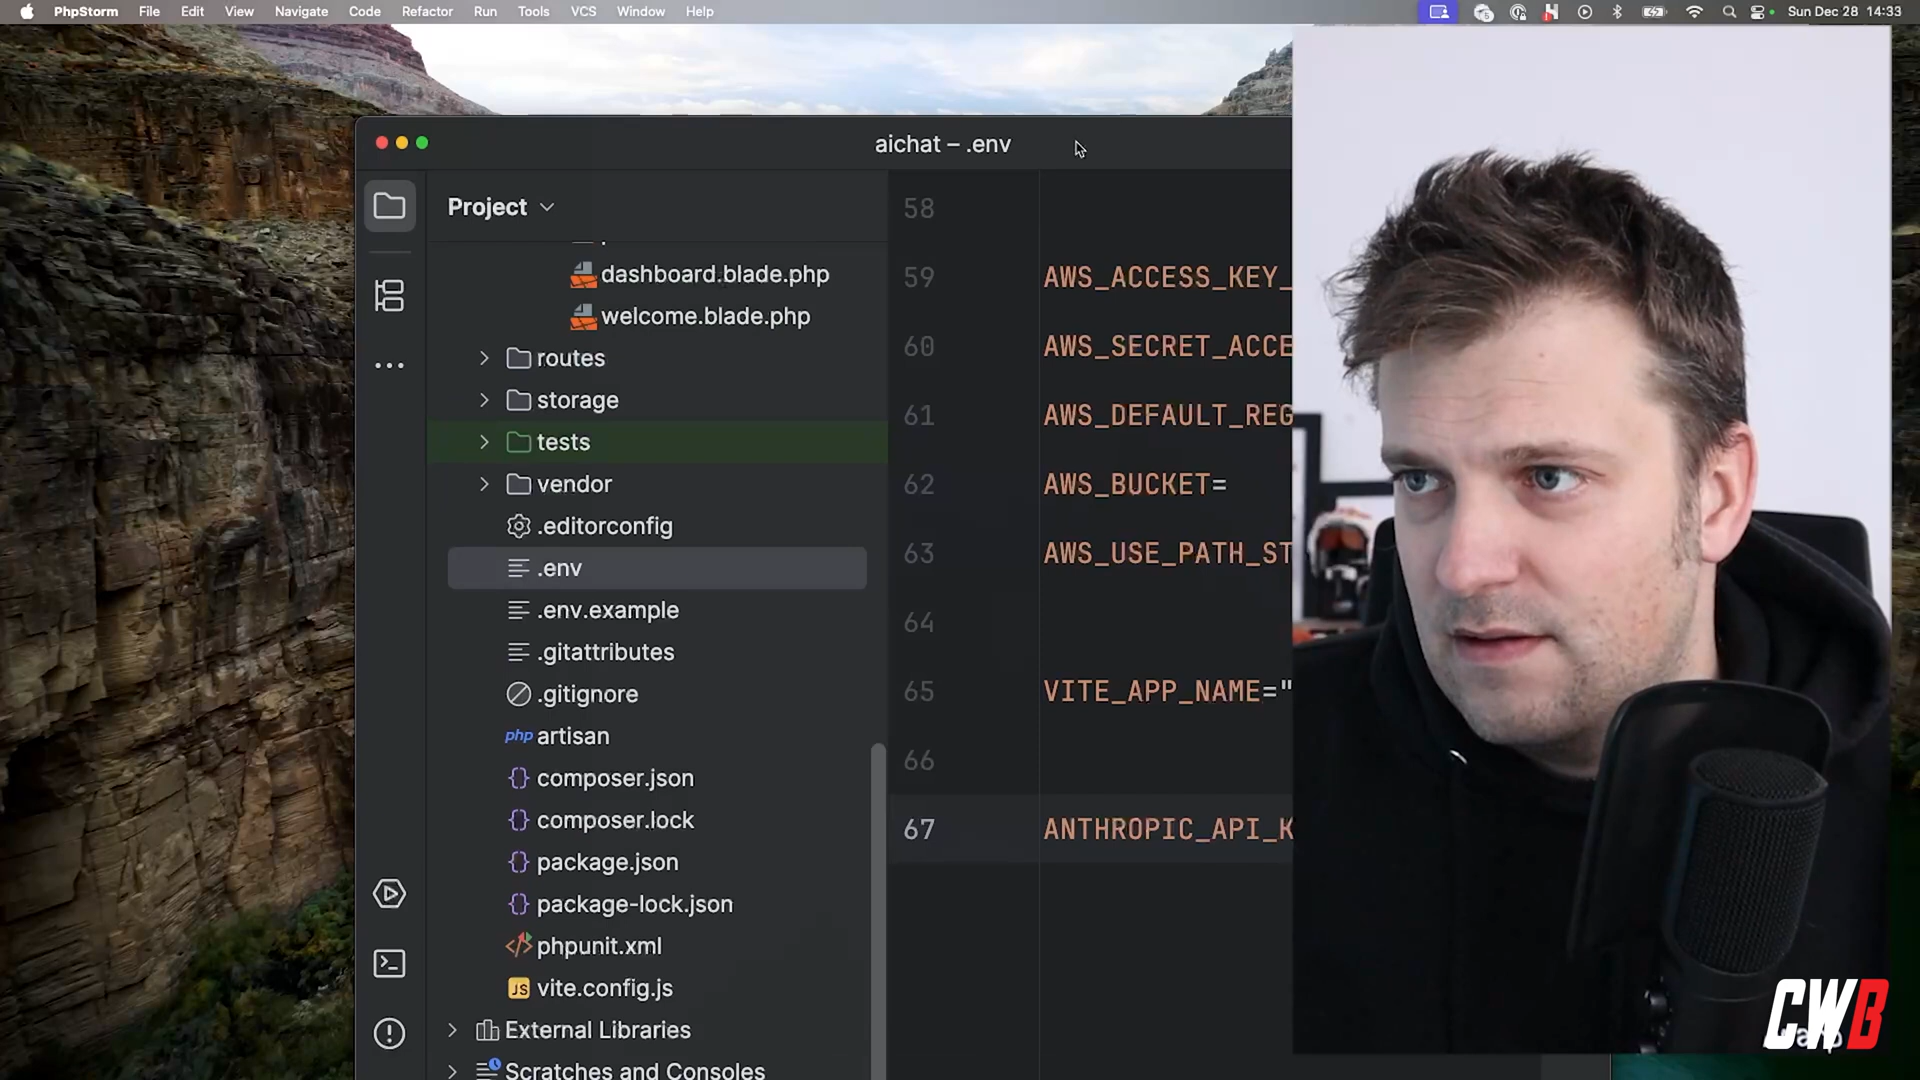 PhpStorm File Edit View Navigate Code Refactor Run Tools VCS Window Help Sun Dec 28 14:33
aichat – .env
Project
dashboard.blade.php
welcome.blade.php
routes
storage
tests
vendor
.editorconfig
.env
.env.example
.gitattributes
.gitignore
php artisan
composer.json
composer.lock
package.json
package-lock.json
phpunit.xml
JS vite.config.js
External Libraries
Scratches and Consoles
58
59 AWS_ACCESS_KEY_
60 AWS_SECRET_ACCE
61 AWS_DEFAULT_REG
62 AWS_BUCKET=
63 AWS_USE_PATH_ST
64
65 VITE_APP_NAME="
66
67 ANTHROPIC_API_K
CWB